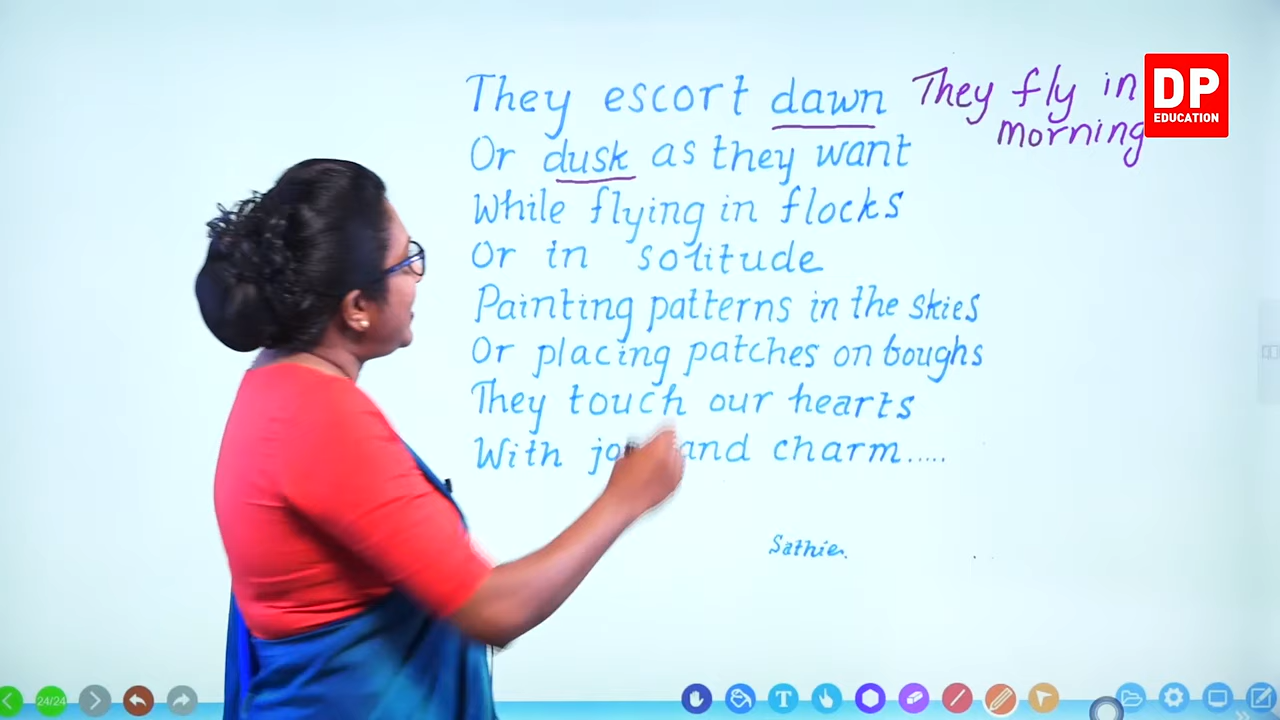 They escort dawn
Or dusk as they want
While flying in flocks
Or in solitude
Painting patterns in the skies
Or placing patches on boughs
They touch our hearts
With and charm.....
They fly in
morning
Sathie.
DP
EDUCATION
24/24
T